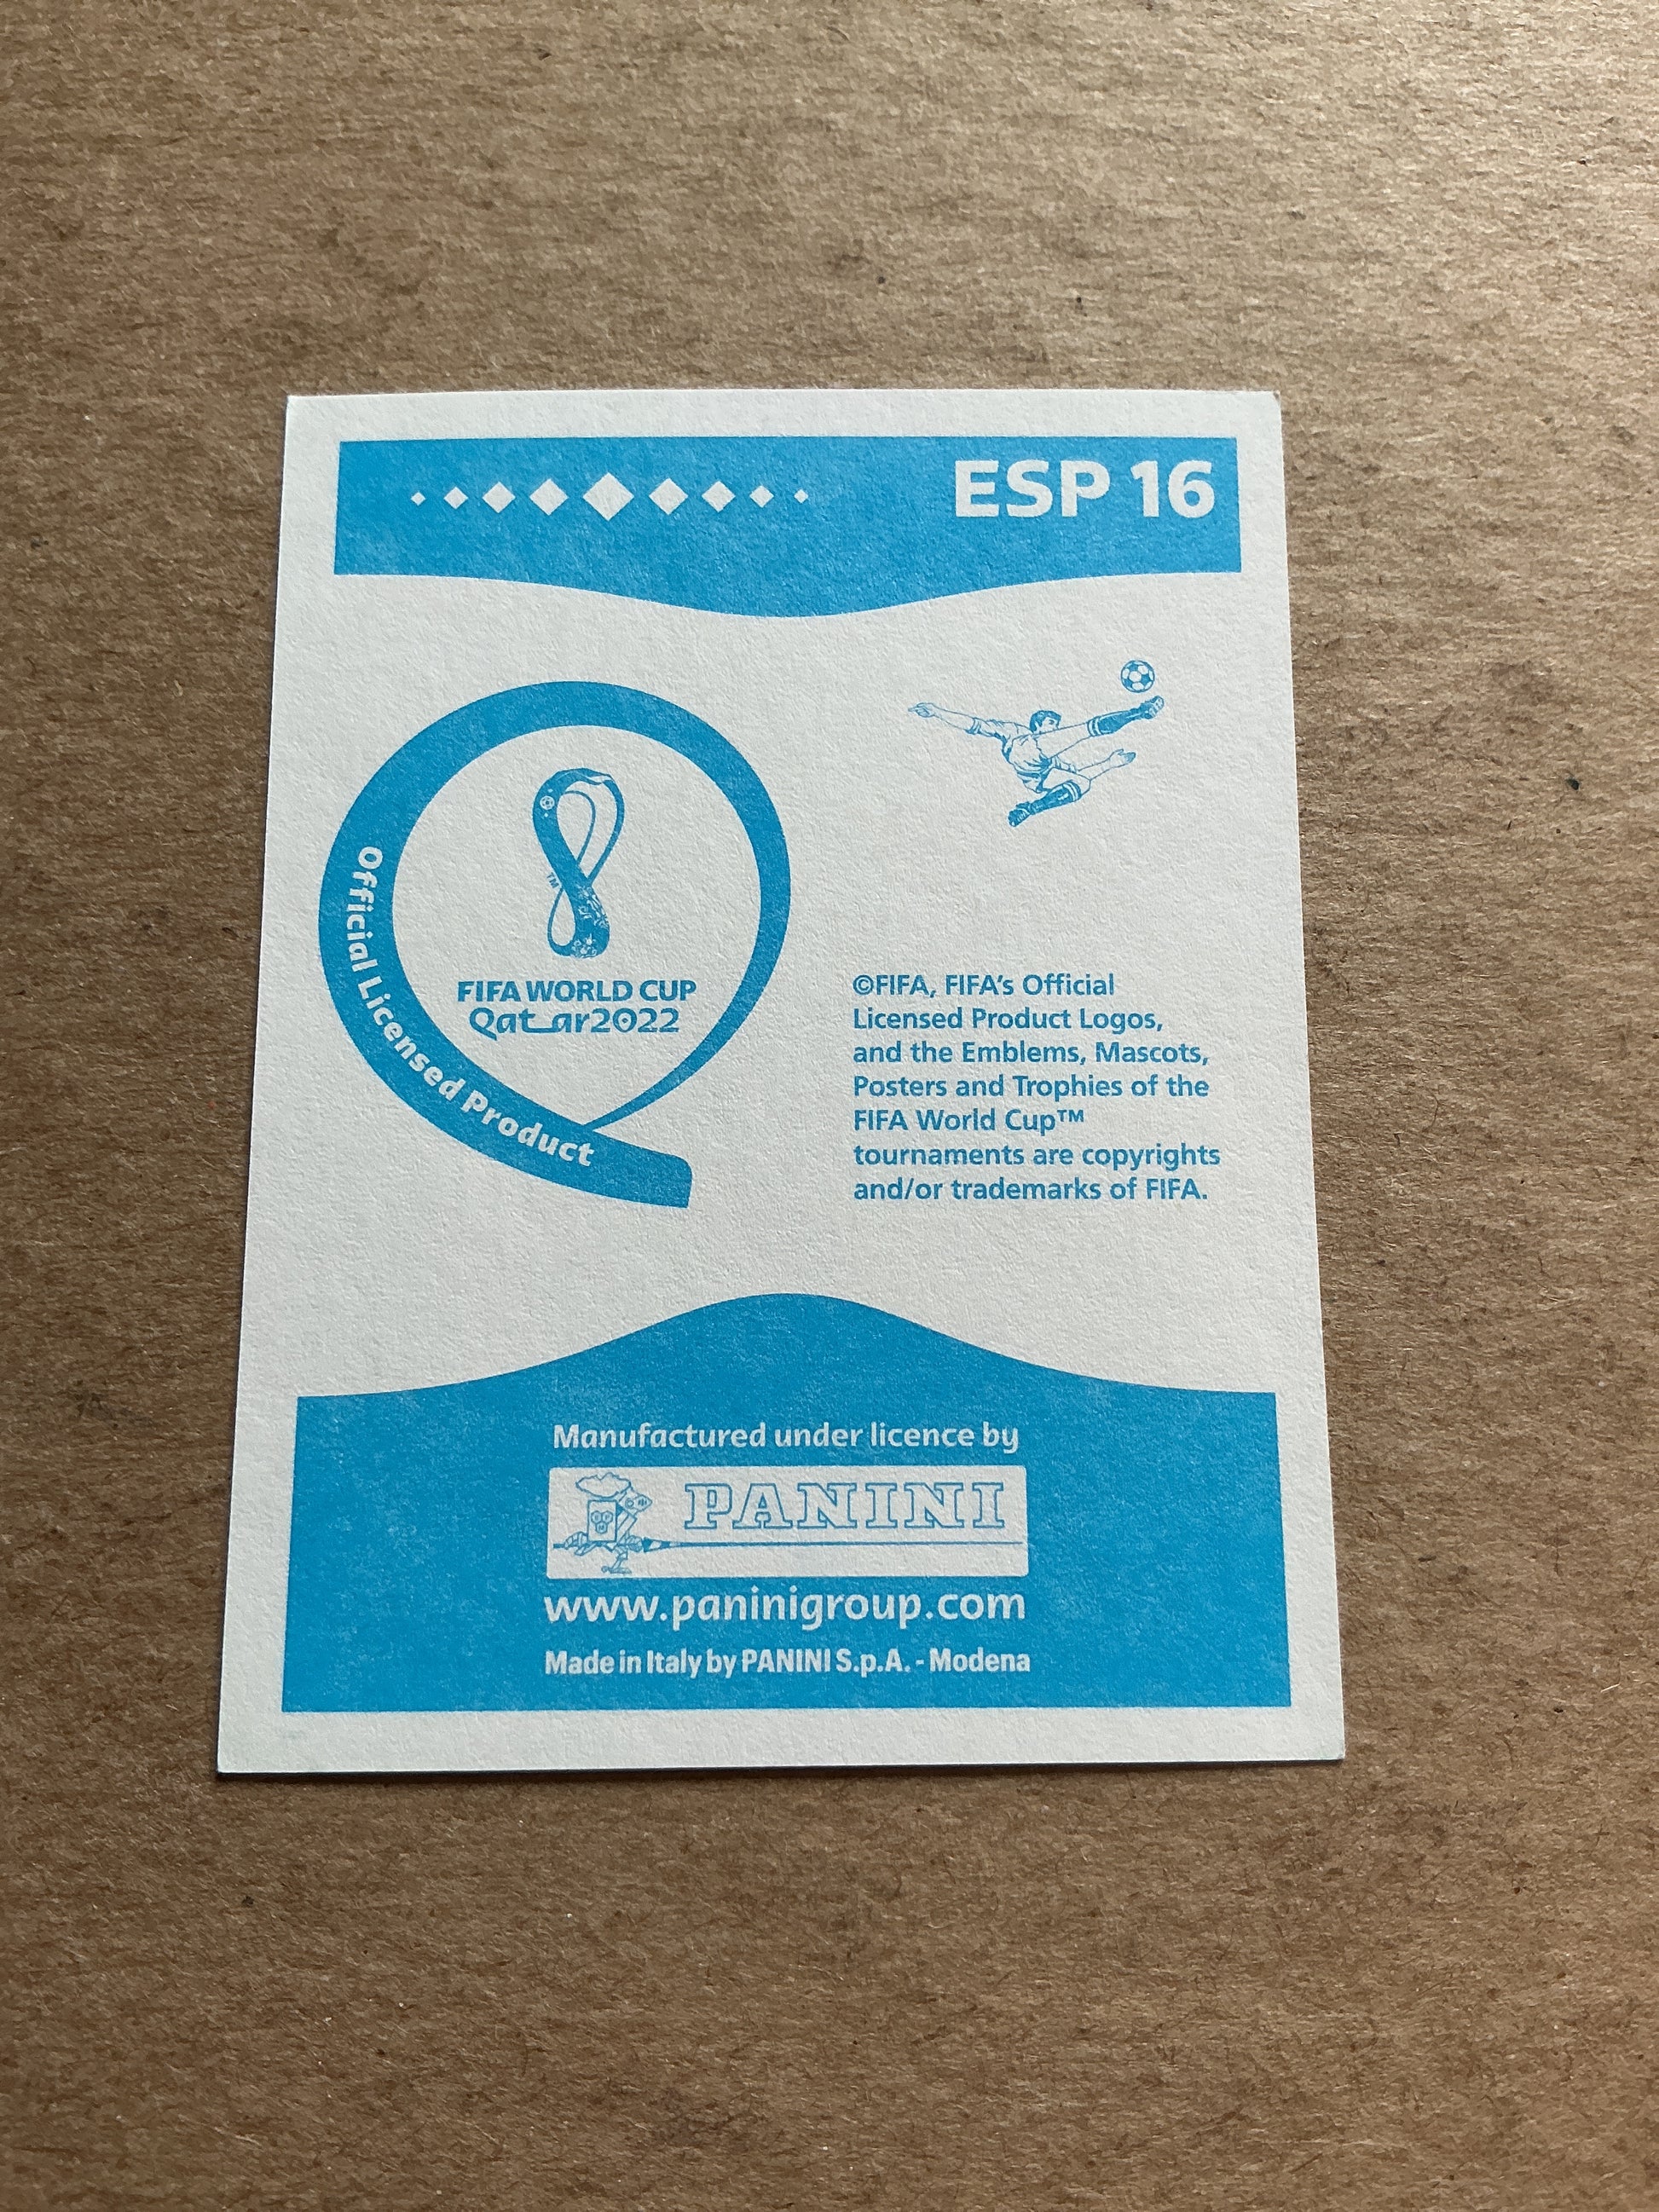 ESP 16
Official Licensed Product
™
FIFA WORLD CUP
Qatar2022
©FIFA, FIFA's Official
Licensed Product Logos,
and the Emblems, Mascots,
Posters and Trophies of the
FIFA World Cup™
tournaments are copyrights
and/or trademarks of FIFA.
Manufactured under licence by
PANINI
www.paninigroup.com
Made in Italy by PANINI S.p.A. - Modena